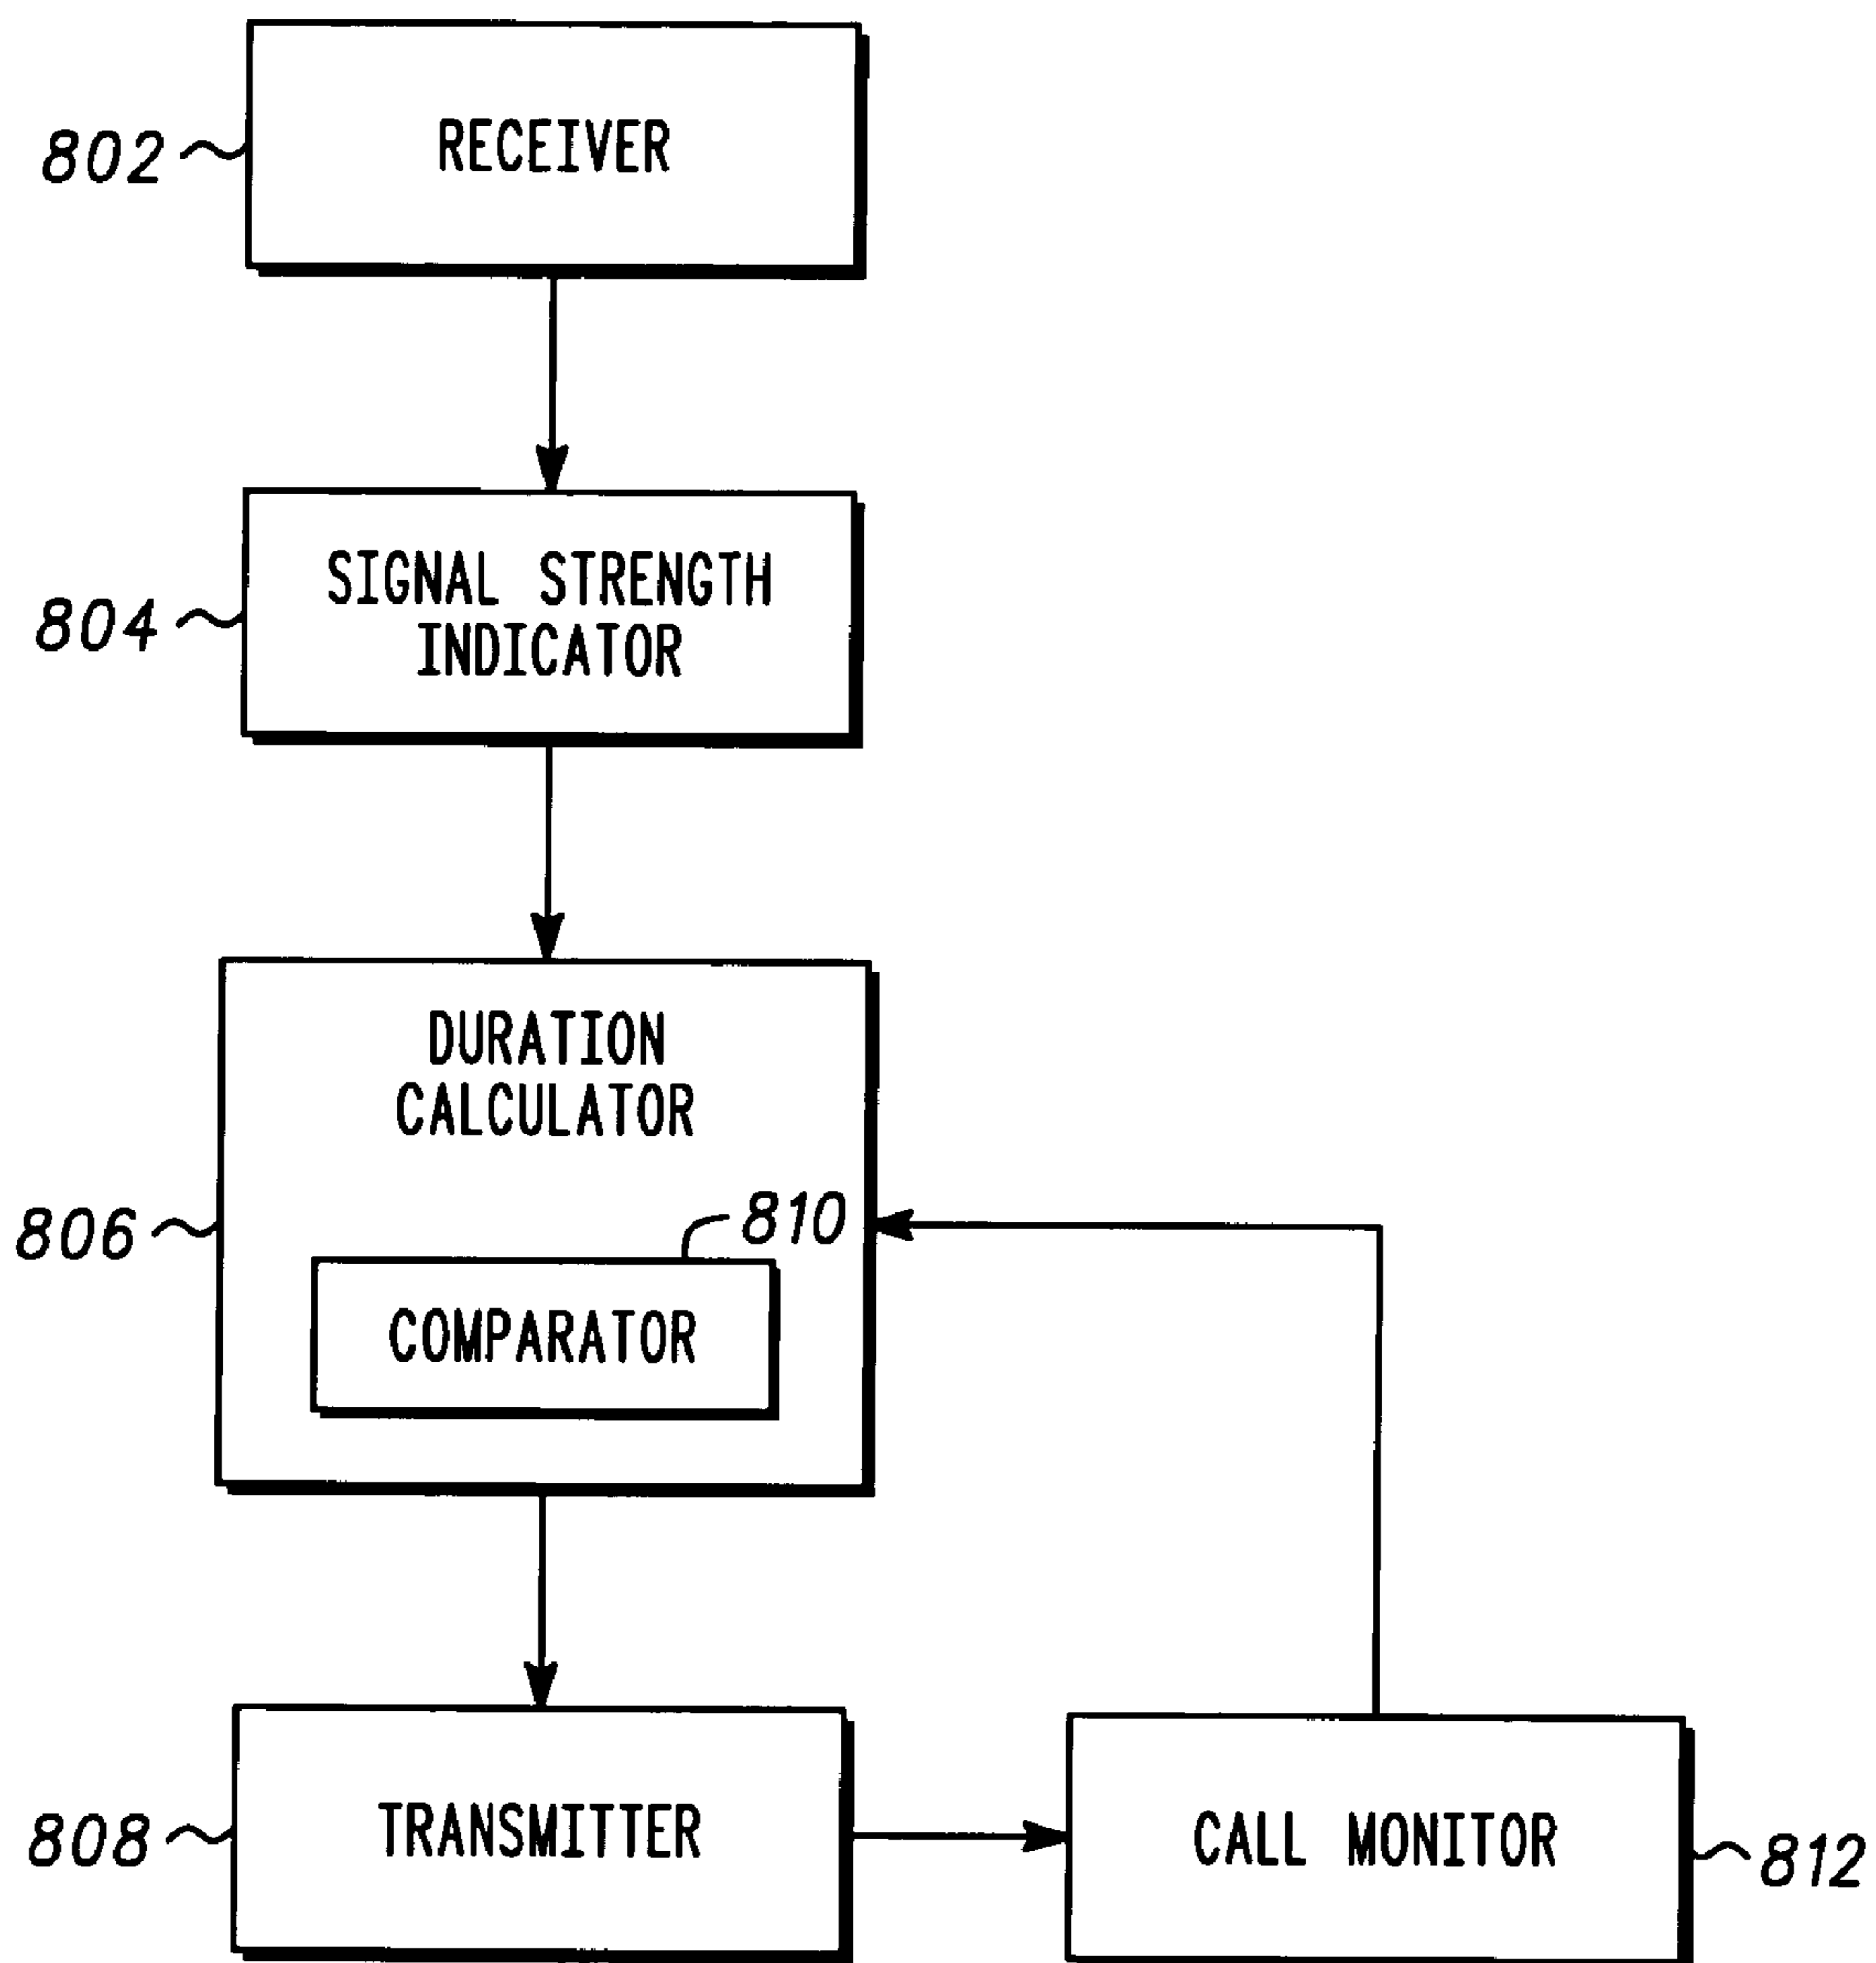 802
RECEIVER
804
SIGNAL STRENGTH
INDICATOR
DURATION
CALCULATOR
806
810
COMPARATOR
808
TRANSMITTER
CALL MONITOR
812